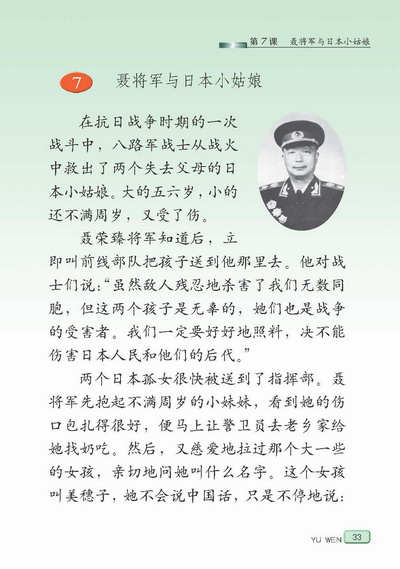 第7课 聂将军与日本小姑娘
7 聂将军与日本小姑娘
在抗日战争时期的一次
战斗中，八路军战士从战火
中救出了两个失去父母的日
本小姑娘。大的五六岁，小的
还不满周岁，又受了伤。
聂荣臻将军知道后，立
即叫前线部队把孩子送到他那里去。他对战
士们说：“虽然敌人残忍地杀害了我们无数同
胞，但这两个孩子是无辜的，她们也是战争
的受害者。我们一定要好好地照料，决不能
伤害日本人民和他们的后代。”
两个日本孤女很快被送到了指挥部。聂
将军先抱起不满周岁的小妹妹，看到她的伤
口包扎得很好，便马上让警卫员去老乡家给
她找奶吃。然后，又慈爱地拉过那个大一些
的女孩，亲切地问她叫什么名字。这个女孩
叫美穗子，她不会说中国话，只是不停地说：
YU WEN 33